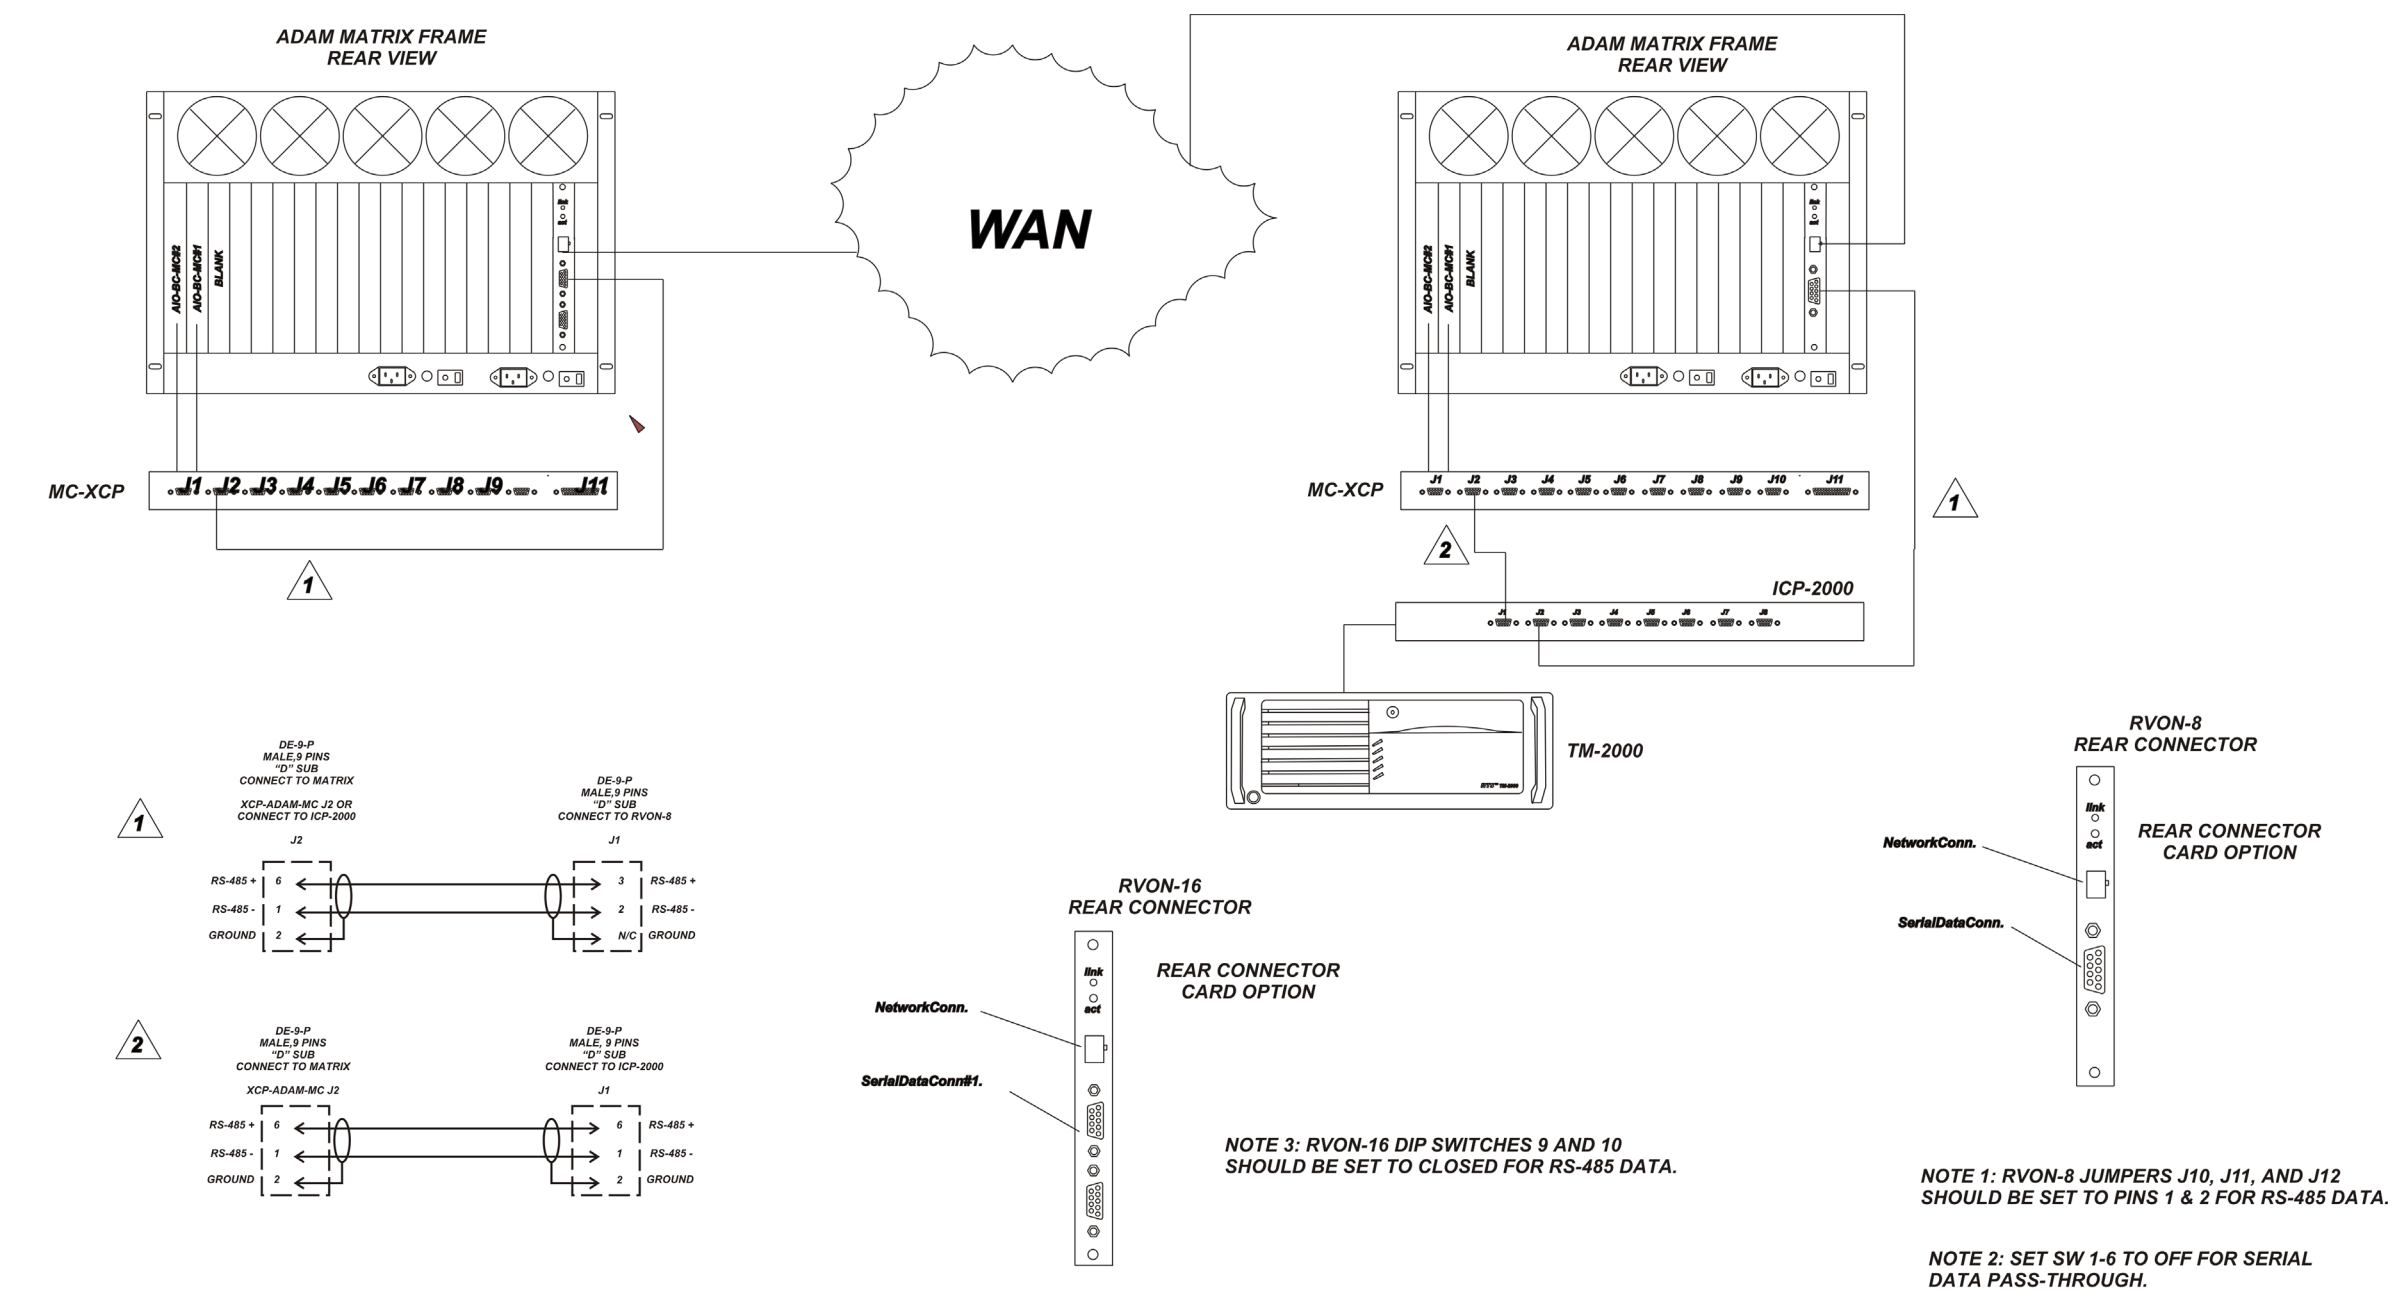 ADAM MATRIX FRAME
REAR VIEW
ADAM MATRIX FRAME
REAR VIEW
WAN
link
act
AIO-BC-MC#2
AIO-BC-MC#1
BLANK
link
act
AIO-BC-MC#2
AIO-BC-MC#1
BLANK
MC-XCP
J1 J2 J3 J4 J5 J6 J7 J8 J9 J11
1
MC-XCP
J1 J2 J3 J4 J5 J6 J7 J8 J9 J10 J11
1
2
ICP-2000
J1 J2 J3 J4 J5 J6 J7 J8
TM-2000
TM-2000
1
DE-9-P
MALE,9 PINS
“D” SUB
CONNECT TO MATRIX
XCP-ADAM-MC J2 OR
CONNECT TO ICP-2000
J2
DE-9-P
MALE,9 PINS
“D” SUB
CONNECT TO RVON-8
J1
RS-485 + 6 3 RS-485 +
RS-485 - 1 2 RS-485 -
GROUND 2 N/C GROUND
2
DE-9-P
MALE,9 PINS
“D” SUB
CONNECT TO MATRIX
XCP-ADAM-MC J2
DE-9-P
MALE, 9 PINS
“D” SUB
CONNECT TO ICP-2000
J1
RS-485 + 6 6 RS-485 +
RS-485 - 1 1 RS-485 -
GROUND 2 2 GROUND
RVON-16
REAR CONNECTOR
link
act
REAR CONNECTOR
CARD OPTION
NetworkConn.
SerialDataConn#1.
RVON-8
REAR CONNECTOR
link
act
REAR CONNECTOR
CARD OPTION
NetworkConn.
SerialDataConn.
NOTE 3: RVON-16 DIP SWITCHES 9 AND 10
SHOULD BE SET TO CLOSED FOR RS-485 DATA.
NOTE 1: RVON-8 JUMPERS J10, J11, AND J12
SHOULD BE SET TO PINS 1 & 2 FOR RS-485 DATA.
NOTE 2: SET SW 1-6 TO OFF FOR SERIAL
DATA PASS-THROUGH.